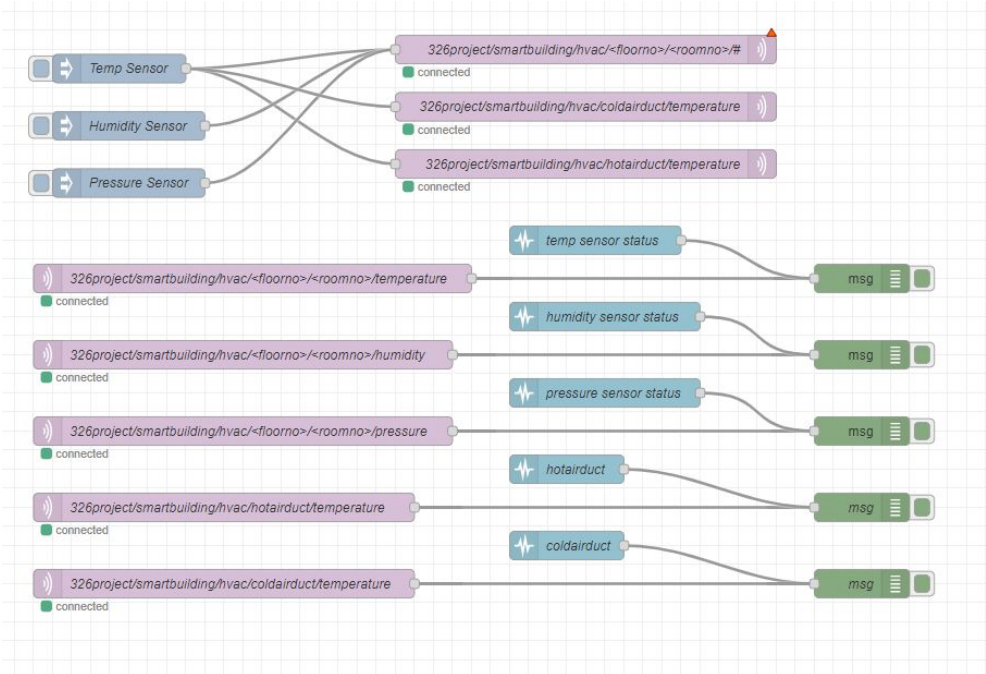 326project/smartbuilding/hvac/<floorno>/<roomno>/#
connected
Temp Sensor
326project/smartbuilding/hvac/coldairduct/temperature
connected
Humidity Sensor
326project/smartbuilding/hvac/hotairduct/temperature
connected
Pressure Sensor
temp sensor status
326project/smartbuilding/hvac/<floorno>/<roomno>/temperature
msg
connected
humidity sensor status
326project/smartbuilding/hvac/<floorno>/<roomno>/humidity
msg
connected
pressure sensor status
326project/smartbuilding/hvac/<floorno>/<roomno>/pressure
msg
connected
hotairduct
326project/smartbuilding/hvac/hotairduct/temperature
msg
connected
coldairduct
326project/smartbuilding/hvac/coldairduct/temperature
msg
connected